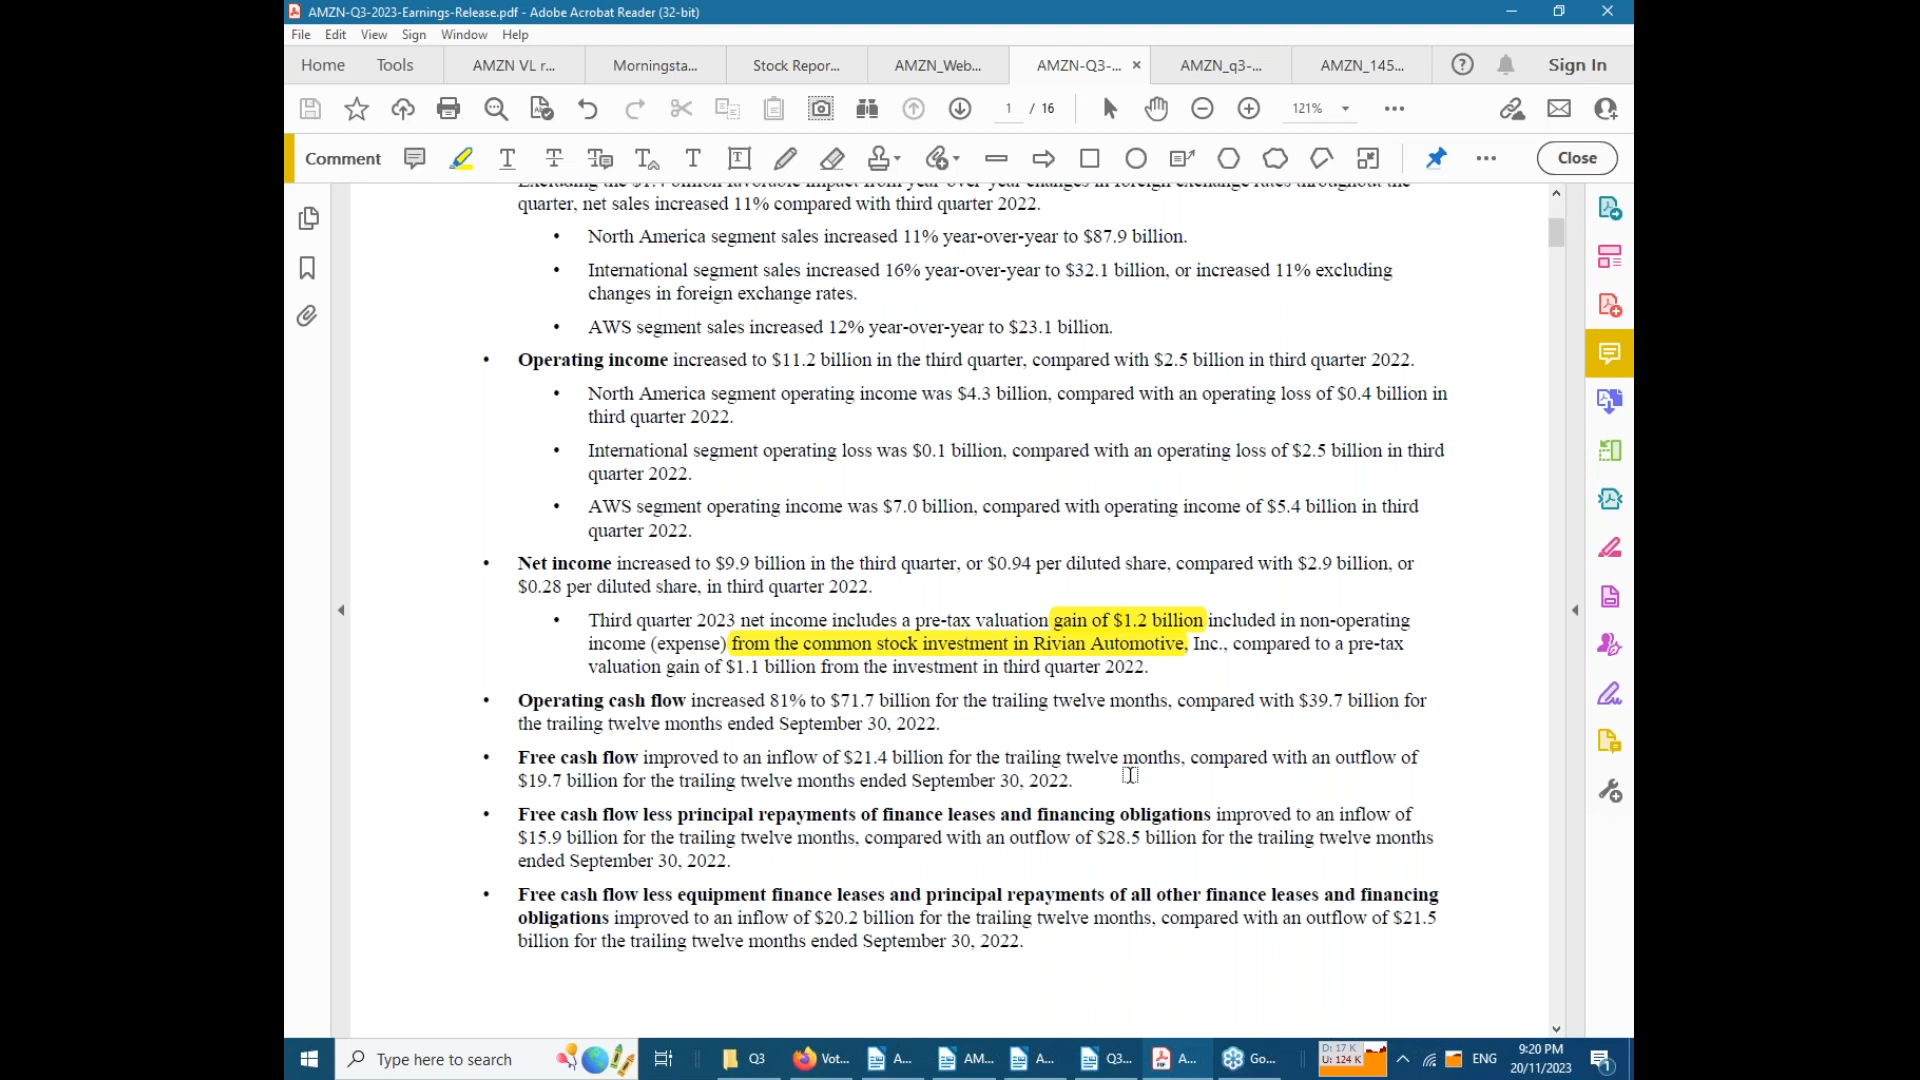 AMZN-Q3-2023-Earnings-Release.pdf - Adobe Acrobat Reader (32-bit)
File Edit View Sign Window Help
Home Tools AMZN VL r... Morningsta... Stock Repor... AMZN_Web... AMZN-Q3-... × AMZN_q3-... AMZN_145... Sign In
1 / 16 121%
Comment Close
Excluding the $1.4 billion favorable impact from year-over-year changes in foreign exchange rates throughout the
quarter, net sales increased 11% compared with third quarter 2022.
• North America segment sales increased 11% year-over-year to $87.9 billion.
• International segment sales increased 16% year-over-year to $32.1 billion, or increased 11% excluding
changes in foreign exchange rates.
• AWS segment sales increased 12% year-over-year to $23.1 billion.
• Operating income increased to $11.2 billion in the third quarter, compared with $2.5 billion in third quarter 2022.
• North America segment operating income was $4.3 billion, compared with an operating loss of $0.4 billion in
third quarter 2022.
• International segment operating loss was $0.1 billion, compared with an operating loss of $2.5 billion in third
quarter 2022.
• AWS segment operating income was $7.0 billion, compared with operating income of $5.4 billion in third
quarter 2022.
• Net income increased to $9.9 billion in the third quarter, or $0.94 per diluted share, compared with $2.9 billion, or
$0.28 per diluted share, in third quarter 2022.
• Third quarter 2023 net income includes a pre-tax valuation gain of $1.2 billion included in non-operating
income (expense) from the common stock investment in Rivian Automotive, Inc., compared to a pre-tax
valuation gain of $1.1 billion from the investment in third quarter 2022.
• Operating cash flow increased 81% to $71.7 billion for the trailing twelve months, compared with $39.7 billion for
the trailing twelve months ended September 30, 2022.
• Free cash flow improved to an inflow of $21.4 billion for the trailing twelve months, compared with an outflow of
$19.7 billion for the trailing twelve months ended September 30, 2022.
• Free cash flow less principal repayments of finance leases and financing obligations improved to an inflow of
$15.9 billion for the trailing twelve months, compared with an outflow of $28.5 billion for the trailing twelve months
ended September 30, 2022.
• Free cash flow less equipment finance leases and principal repayments of all other finance leases and financing
obligations improved to an inflow of $20.2 billion for the trailing twelve months, compared with an outflow of $21.5
billion for the trailing twelve months ended September 30, 2022.
Type here to search Q3 Vot... A... AM... A... Q3... A... Go... D: 17 K ENG 9:20 PM
U: 124 K 20/11/2023 1